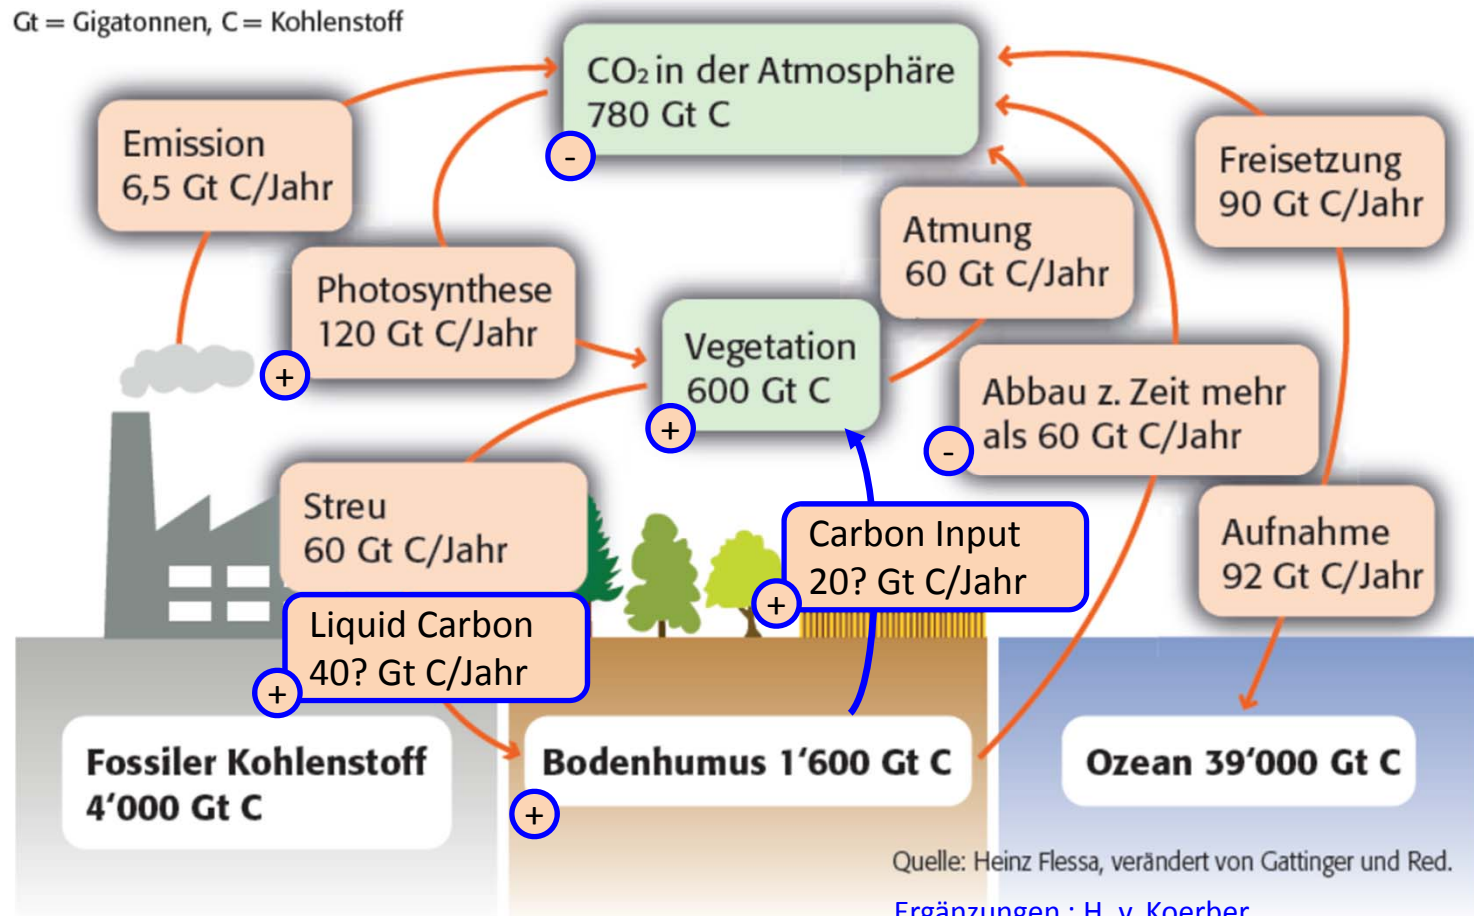 Gt = Gigatonnen, C = Kohlenstoff
CO₂ in der Atmosphäre
780 Gt C
-
Emission
6,5 Gt C/Jahr
Freisetzung
90 Gt C/Jahr
Atmung
60 Gt C/Jahr
Photosynthese
120 Gt C/Jahr
+
Vegetation
600 Gt C
+
Abbau z. Zeit mehr
als 60 Gt C/Jahr
-
Streu
60 Gt C/Jahr
Carbon Input
20? Gt C/Jahr
+
Aufnahme
92 Gt C/Jahr
Liquid Carbon
40? Gt C/Jahr
+
Fossiler Kohlenstoff
4‘000 Gt C
Bodenhumus 1‘600 Gt C
+
Ozean 39‘000 Gt C
Quelle: Heinz Flessa, verändert von Gattinger und Red.
Ergänzungen : H. v. Koerber